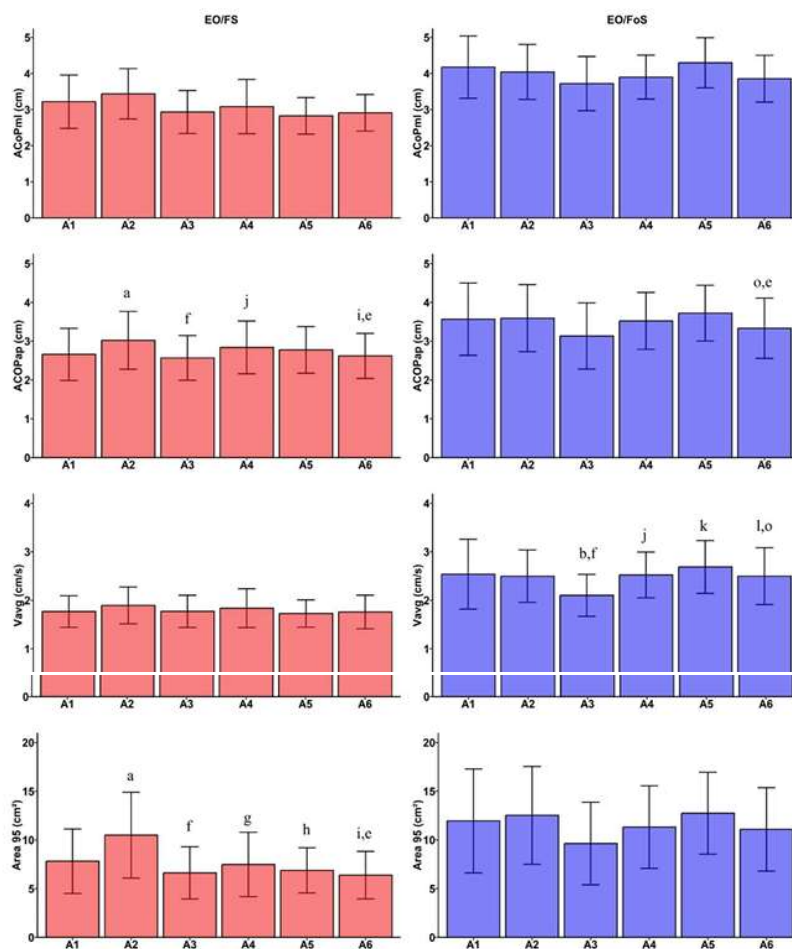 EO/FS
ACoPml (cm)
5
4
3
2
1
0
A1 A2 A3 A4 A5 A6
EO/FoS
ACoPml (cm)
5
4
3
2
1
0
A1 A2 A3 A4 A5 A6
ACOPap (cm)
5
4
3
2
1
0
a f j i,e
A1 A2 A3 A4 A5 A6
ACOPap (cm)
5
4
3
2
1
0
o,e
A1 A2 A3 A4 A5 A6
Vavg (cm/s)
4
3
2
1
0
A1 A2 A3 A4 A5 A6
Vavg (cm/s)
4
3
2
1
0
b,f j k l,o
A1 A2 A3 A4 A5 A6
Area 95 (cm²)
20
15
10
5
0
a f g h i,e
A1 A2 A3 A4 A5 A6
Area 95 (cm²)
20
15
10
5
0
A1 A2 A3 A4 A5 A6